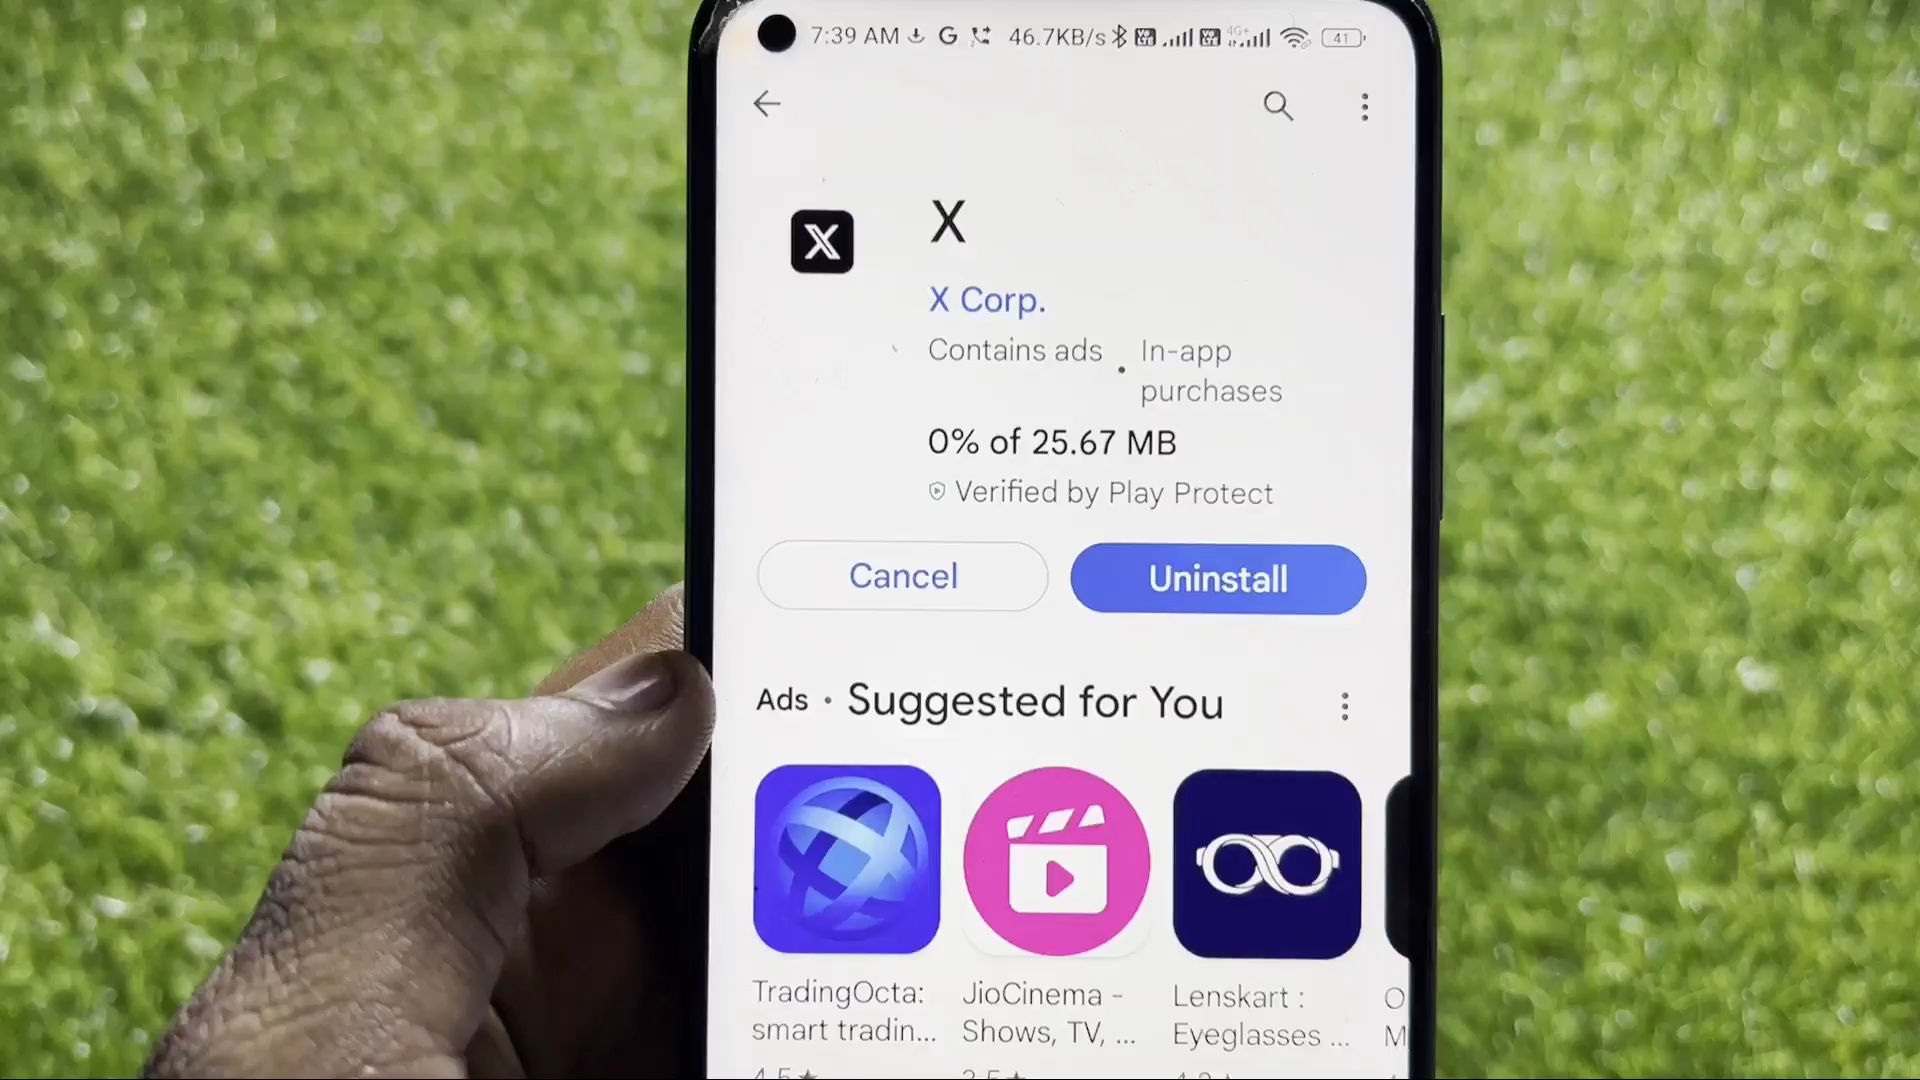 7:39 AM
46.7KB/s
4G+
41
X
X Corp.
Contains ads • In-app purchases
0% of 25.67 MB
Verified by Play Protect
Cancel
Uninstall
Ads • Suggested for You
TradingOcta:
smart tradin...
JioCinema -
Shows, TV, ...
Lenskart :
Eyeglasses ...
O
M